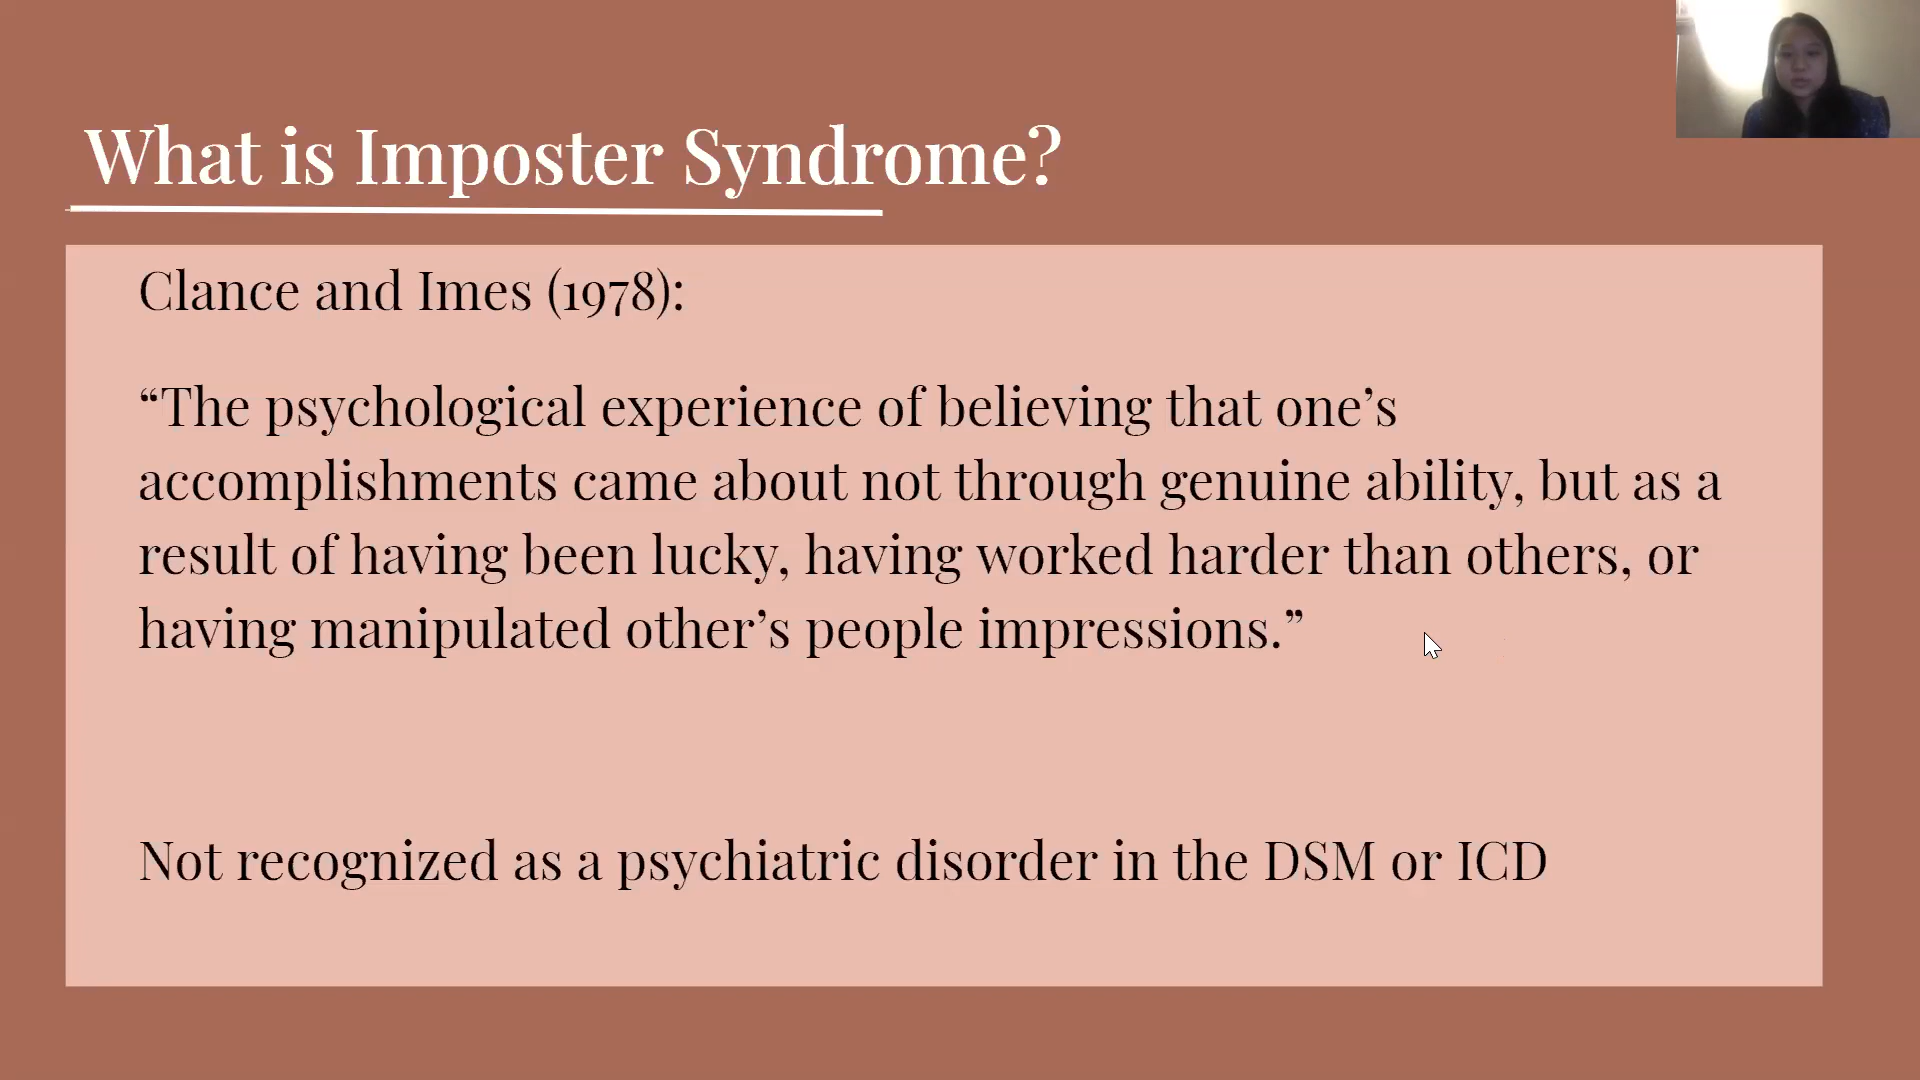 What is Imposter Syndrome?
Clance and Imes (1978):
“The psychological experience of believing that one’s
accomplishments came about not through genuine ability, but as a
result of having been lucky, having worked harder than others, or
having manipulated other’s people impressions.”
Not recognized as a psychiatric disorder in the DSM or ICD